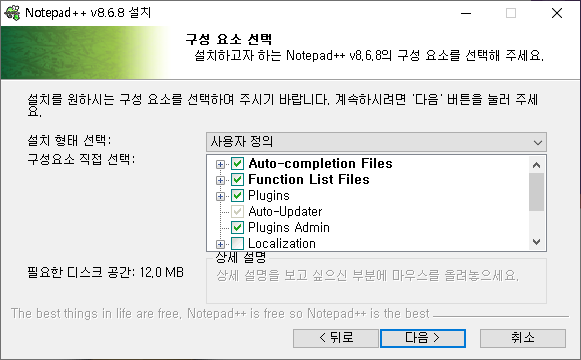 Notepad++ v8.6.8 설치
구성 요소 선택
설치하고자 하는 Notepad++ v8.6.8의 구성 요소를 선택해 주세요.
설치를 원하시는 구성 요소를 선택하여 주시기 바랍니다. 계속하시려면 '다음' 버튼을 눌러 주세
요.
설치 형태 선택:
사용자 정의
구성요소 직접 선택:
Auto-completion Files
Function List Files
Plugins
Auto-Updater
Plugins Admin
Localization
상세 설명
필요한 디스크 공간: 12.0 MB
상세 설명을 보고 싶으신 부분에 마우스를 올려놓으세요.
The best things in life are free. Notepad++ is free so Notepad++ is the best
< 뒤로
다음 >
취소